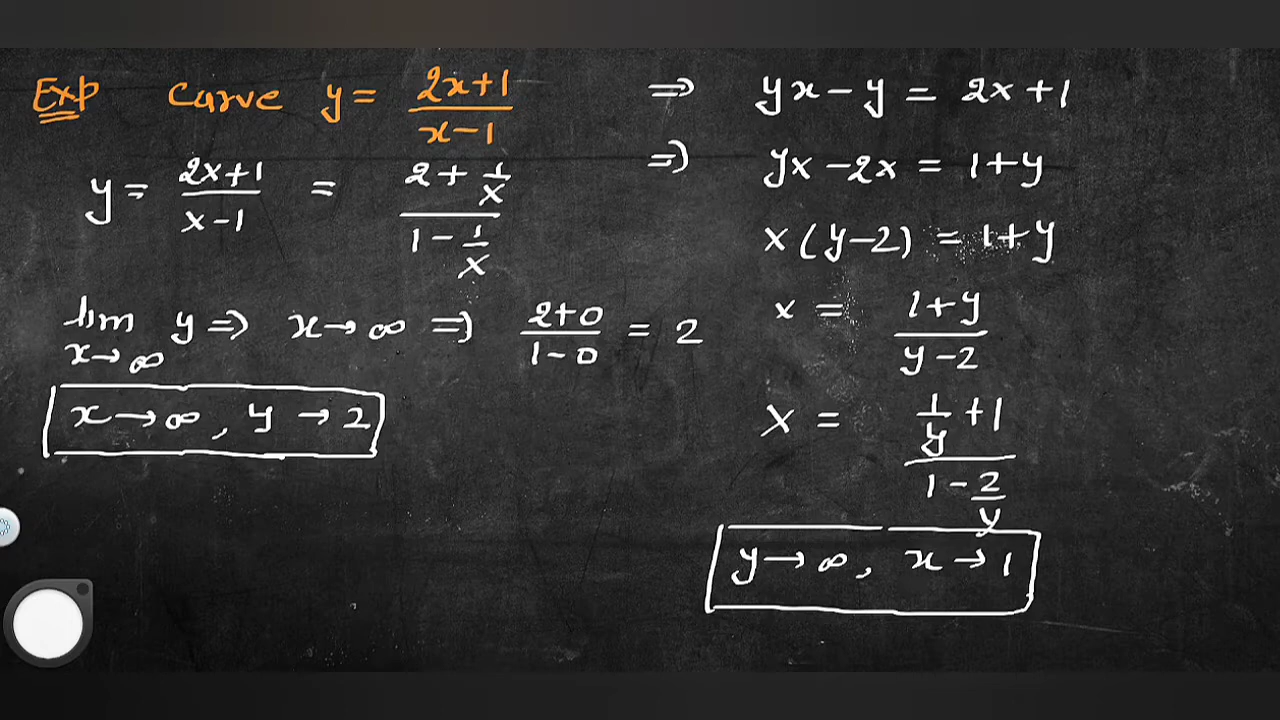 Exp Curve y = (2x+1)/(x-1)
y = (2x+1)/(x-1) = (2 + 1/x)/(1 - 1/x)
lim x→∞ y ⇒ x→∞ ⇒ (2+0)/(1-0) = 2
x→∞, y→2
⇒ yx - y = 2x + 1
⇒ yx - 2x = 1 + y
x(y-2) = 1 + y
x = (1+y)/(y-2)
x = (1/y + 1)/(1 - 2/y)
y→∞, x→1